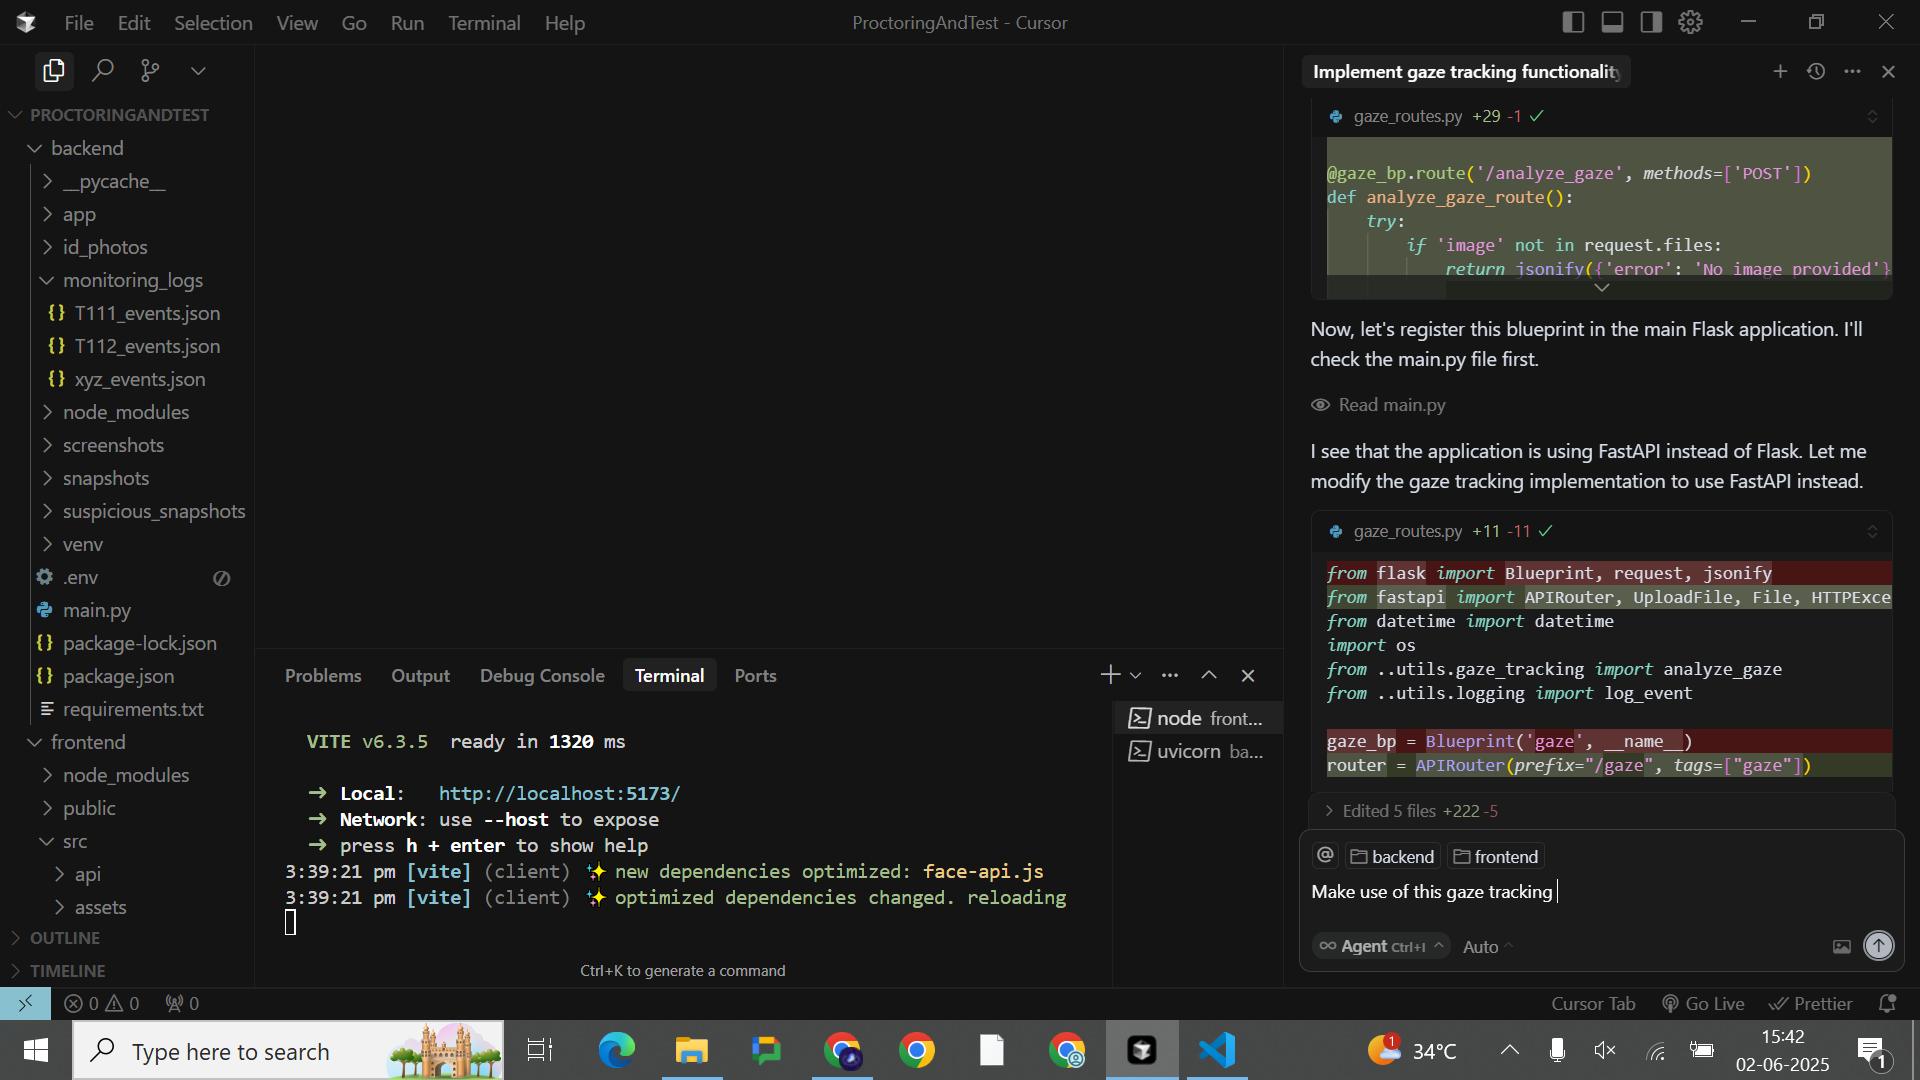 File Edit Selection View Go Run Terminal Help
ProctoringAndTest - Cursor
PROCTORINGANDTEST
backend
__pycache__
app
id_photos
monitoring_logs
{} T111_events.json
{} T112_events.json
{} xyz_events.json
node_modules
screenshots
snapshots
suspicious_snapshots
venv
.env
main.py
{} package-lock.json
{} package.json
requirements.txt
frontend
node_modules
public
src
api
assets
OUTLINE
TIMELINE
Problems Output Debug Console Terminal Ports
VITE v6.3.5 ready in 1320 ms
→ Local: http://localhost:5173/
→ Network: use --host to expose
→ press h + enter to show help
3:39:21 pm [vite] (client) ✨ new dependencies optimized: face-api.js
3:39:21 pm [vite] (client) ✨ optimized dependencies changed. reloading
Ctrl+K to generate a command
node front...
uvicorn ba...
Implement gaze tracking functionality
gaze_routes.py +29 -1
@gaze_bp.route('/analyze_gaze', methods=['POST'])
def analyze_gaze_route():
try:
if 'image' not in request.files:
return jsonify({'error': 'No image provided'}
Now, let's register this blueprint in the main Flask application. I'll
check the main.py file first.
Read main.py
I see that the application is using FastAPI instead of Flask. Let me
modify the gaze tracking implementation to use FastAPI instead.
gaze_routes.py +11 -11
from flask import Blueprint, request, jsonify
from fastapi import APIRouter, UploadFile, File, HTTPExce
from datetime import datetime
import os
from ..utils.gaze_tracking import analyze_gaze
from ..utils.logging import log_event
gaze_bp = Blueprint('gaze', __name__)
router = APIRouter(prefix="/gaze", tags=["gaze"])
Edited 5 files +222 -5
@ backend frontend
Make use of this gaze tracking
Agent Ctrl+I Auto
0 0 0
Cursor Tab Go Live Prettier
Type here to search
1 34°C
15:42
02-06-2025
1